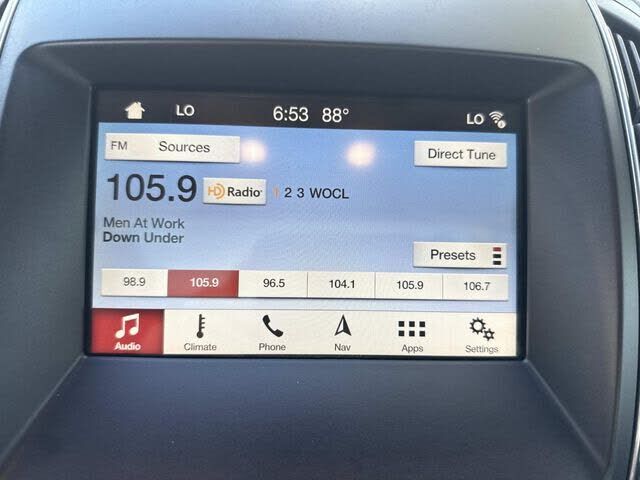 LO 6:53 88° LO
FM Sources
Direct Tune
105.9 HD Radio 1 2 3 WOCL
Men At Work
Down Under
Presets
98.9 105.9 96.5 104.1 105.9 106.7
Audio Climate Phone Nav Apps Settings